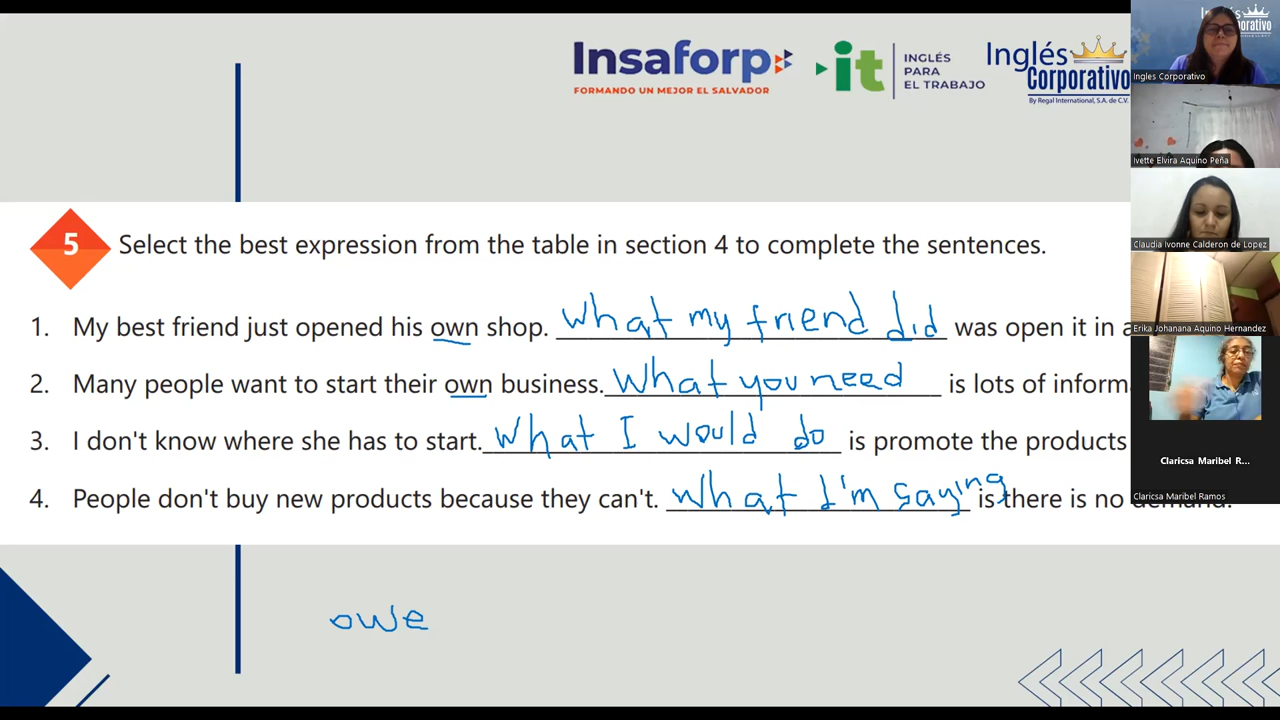 Insaforp
FORMANDO UN MEJOR EL SALVADOR
it
INGLÉS
PARA
EL TRABAJO
Inglés
Corporativo
By Regal International, S.A. de C.V.
5 Select the best expression from the table in section 4 to complete the sentences.
1. My best friend just opened his own shop. what my friend did was open it in a
2. Many people want to start their own business. What you need is lots of
3. I don't know where she has to start. What I would do is promote the products
4. People don't buy new products because they can't. What I'm saying is there is no demand.
owe
Ingles Corporativo
Ivette Elvira Aquino Peña
Claudia Ivonne Calderon de Lopez
Erika Johanana Aquino Hernandez
Claricsa Maribel R...
Claricsa Maribel Ramos